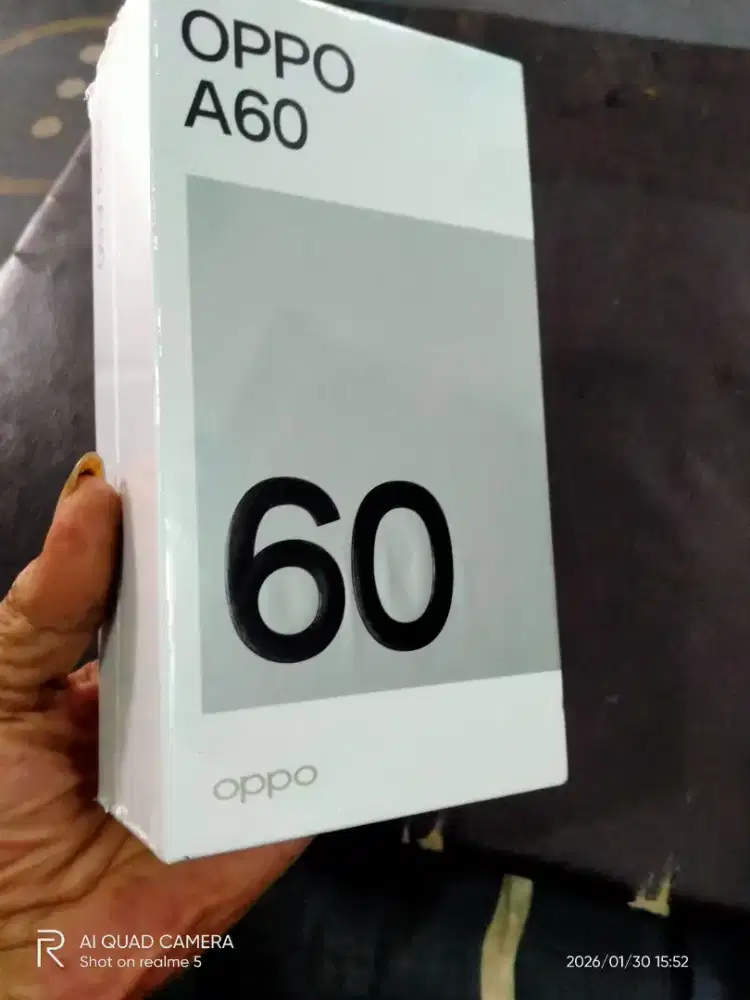 OPPO
A60
60
oppo
AI QUAD CAMERA
Shot on realme 5
2026/01/30 15:52